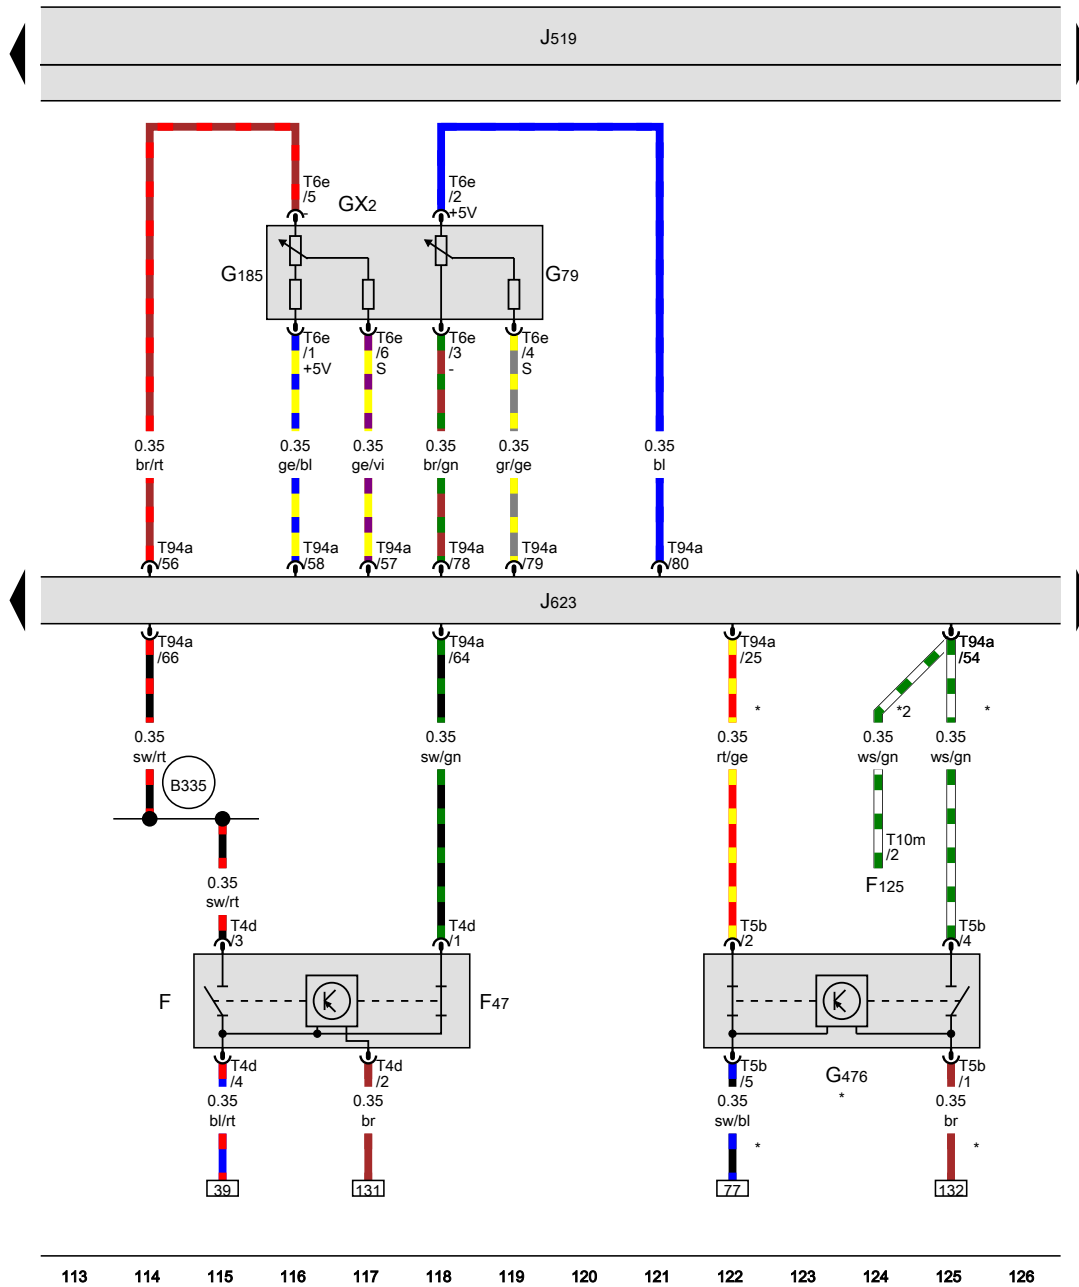 J519
T6e
/5
-
GX2
T6e
/2
+5V
G185
G79
T6e
/1
+5V
T6e
/6
S
T6e
/3
-
T6e
/4
S
0.35
br/rt
0.35
ge/bl
0.35
ge/vi
0.35
br/gn
0.35
gr/ge
0.35
bl
T94a
/56
T94a
/58
T94a
/57
T94a
/78
T94a
/79
T94a
/80
J623
T94a
/66
T94a
/64
T94a
/25
T94a
/54
*
*2
*
0.35
sw/rt
0.35
sw/gn
0.35
rt/ge
0.35
ws/gn
0.35
ws/gn
B335
T10m
/2
F125
0.35
sw/rt
T4d
/3
T4d
/1
T5b
/2
T5b
/4
F
F47
T4d
/4
T4d
/2
T5b
/5
G476
*
T5b
/1
0.35
bl/rt
0.35
br
0.35
sw/bl
0.35
br
*
*
39
131
77
132
113 114 115 116 117 118 119 120 121 122 123 124 125 126